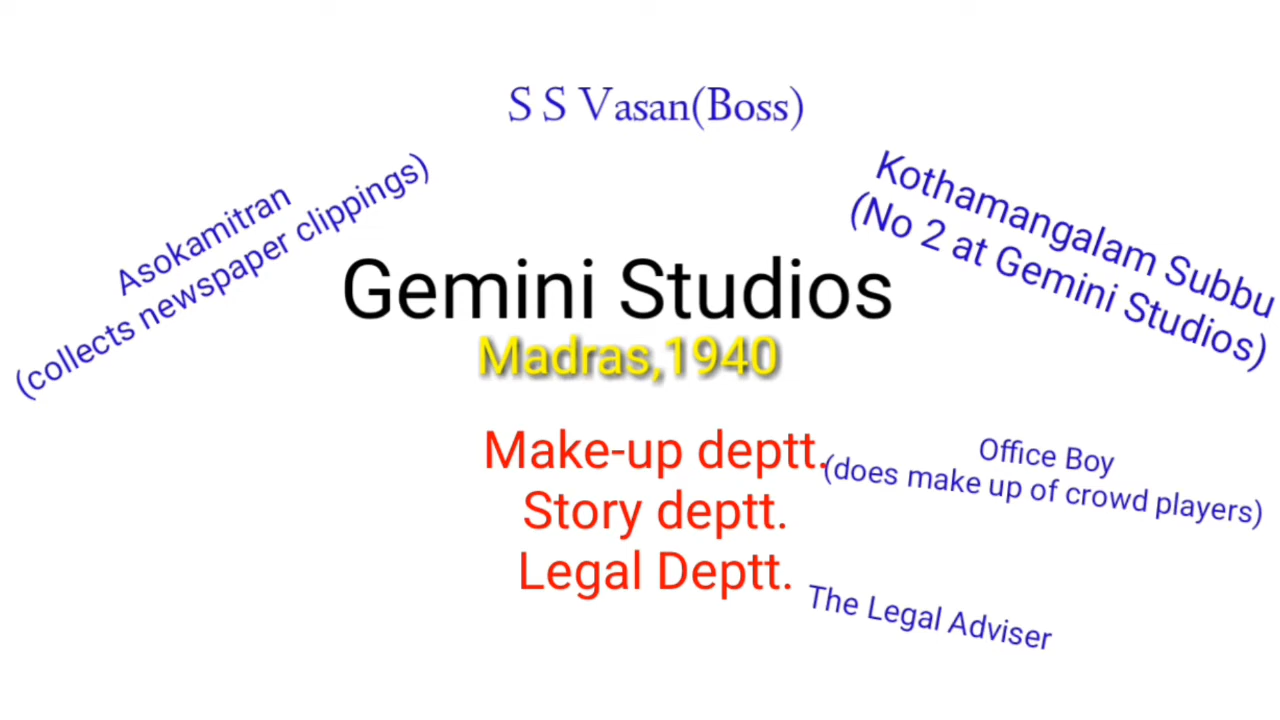 S S Vasan(Boss)
Asokamitran
(collects newspaper clippings)
Kothamangalam Subbu
(No 2 at Gemini Studios)
Gemini Studios
Madras,1940
Make-up deptt.
Story deptt.
Legal Deptt.
Office Boy
(does make up of crowd players)
The Legal Adviser